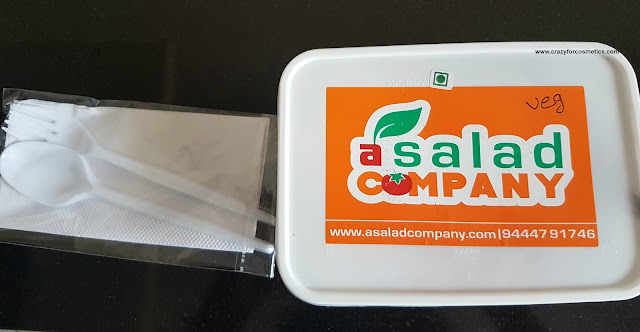 www.crazyforcosmetics.com
veg
asalad
COMPANY
www.asaladcompany.com|9444791746